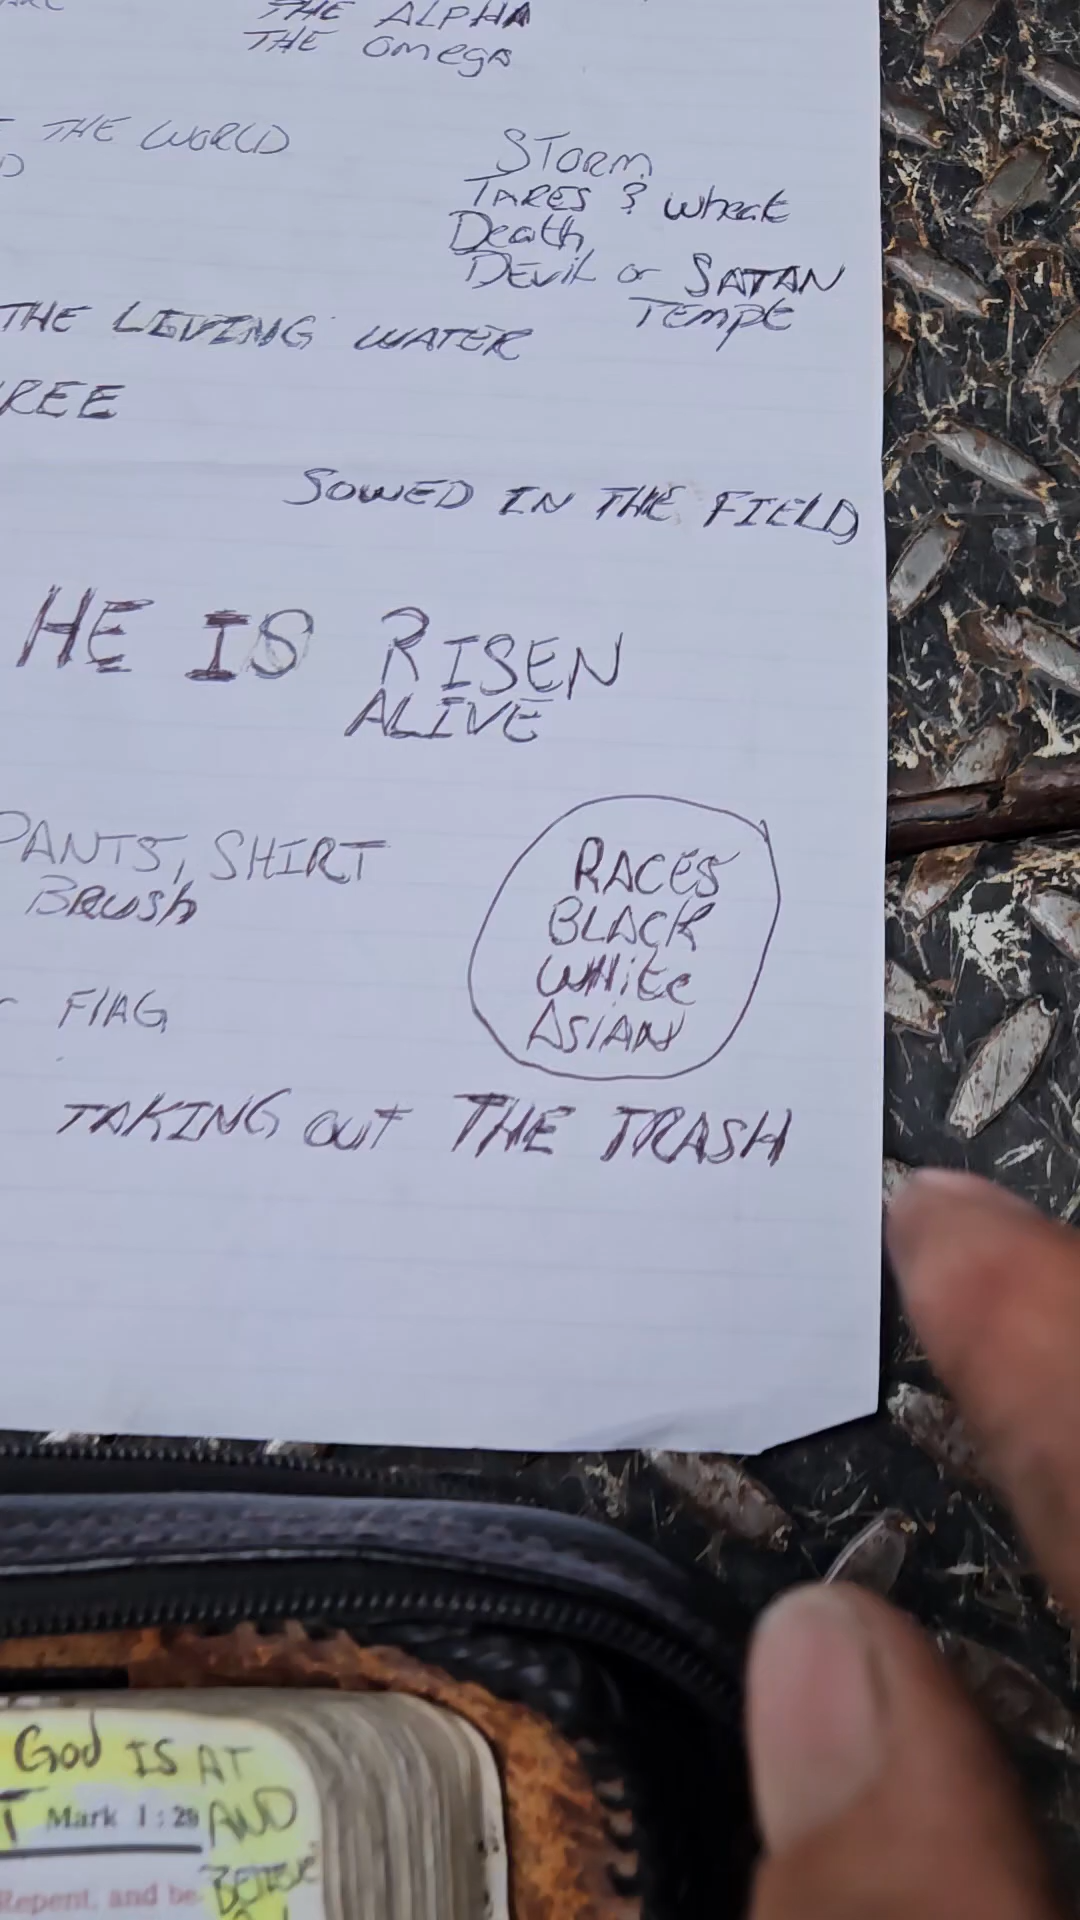 THE ALPHA
THE OmegA
THE WORLD
D
STORM
TARES & wheat
Death
DEVIL or SATAN
TEMPt
THE LIVING WATER
REE
SOWED IN THE FIELD
HE IS RISEN
ALIVE
PANTS, SHIRT
BRush
FlAG
RACES
BLACK
WHite
ASIAN
TAKING OUT THE TRASH
God IS AT
T Mark 1:29 AND
Repent, and be